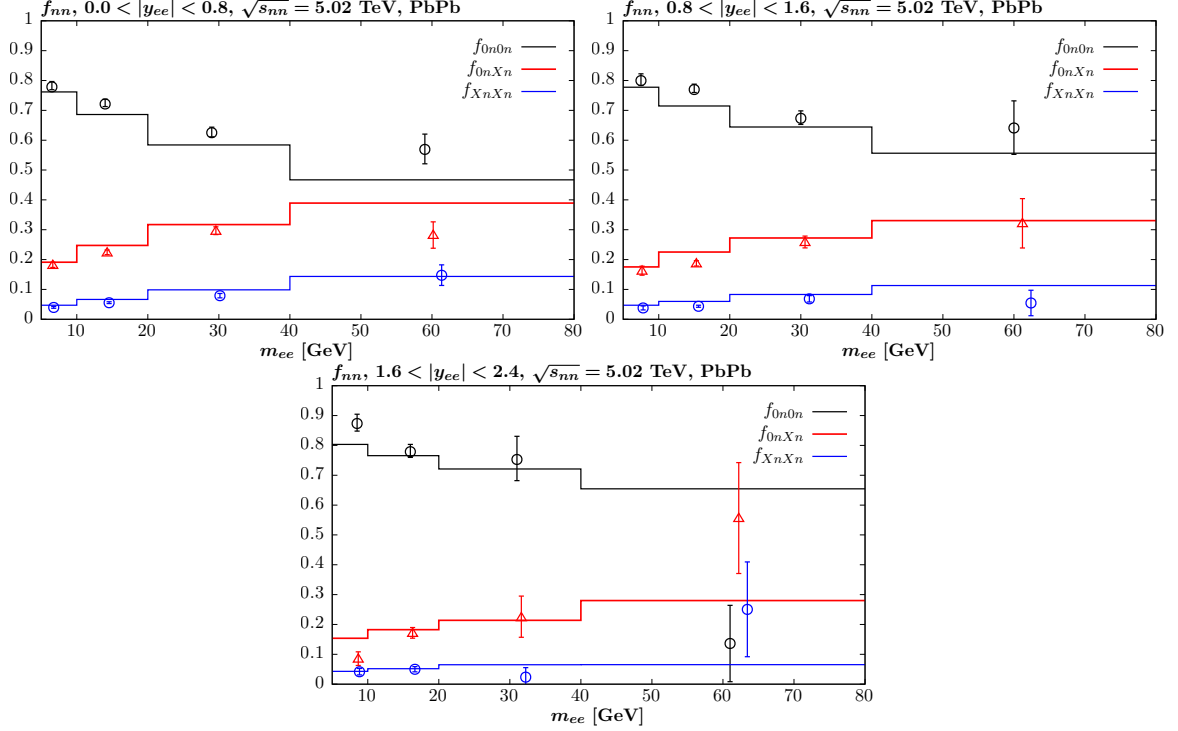 f_{nn}, 0.0 < |y_{ee}| < 0.8, √s_{nn} = 5.02 TeV, PbPb
1
0.9
0.8
0.7
0.6
0.5
0.4
0.3
0.2
0.1
0
f_{0n0n}
f_{0nXn}
f_{XnXn}
10 20 30 40 50 60 70 80
m_{ee} [GeV]
f_{nn}, 0.8 < |y_{ee}| < 1.6, √s_{nn} = 5.02 TeV, PbPb
1
0.9
0.8
0.7
0.6
0.5
0.4
0.3
0.2
0.1
0
f_{0n0n}
f_{0nXn}
f_{XnXn}
10 20 30 40 50 60 70 80
m_{ee} [GeV]
f_{nn}, 1.6 < |y_{ee}| < 2.4, √s_{nn} = 5.02 TeV, PbPb
1
0.9
0.8
0.7
0.6
0.5
0.4
0.3
0.2
0.1
0
f_{0n0n}
f_{0nXn}
f_{XnXn}
10 20 30 40 50 60 70 80
m_{ee} [GeV]